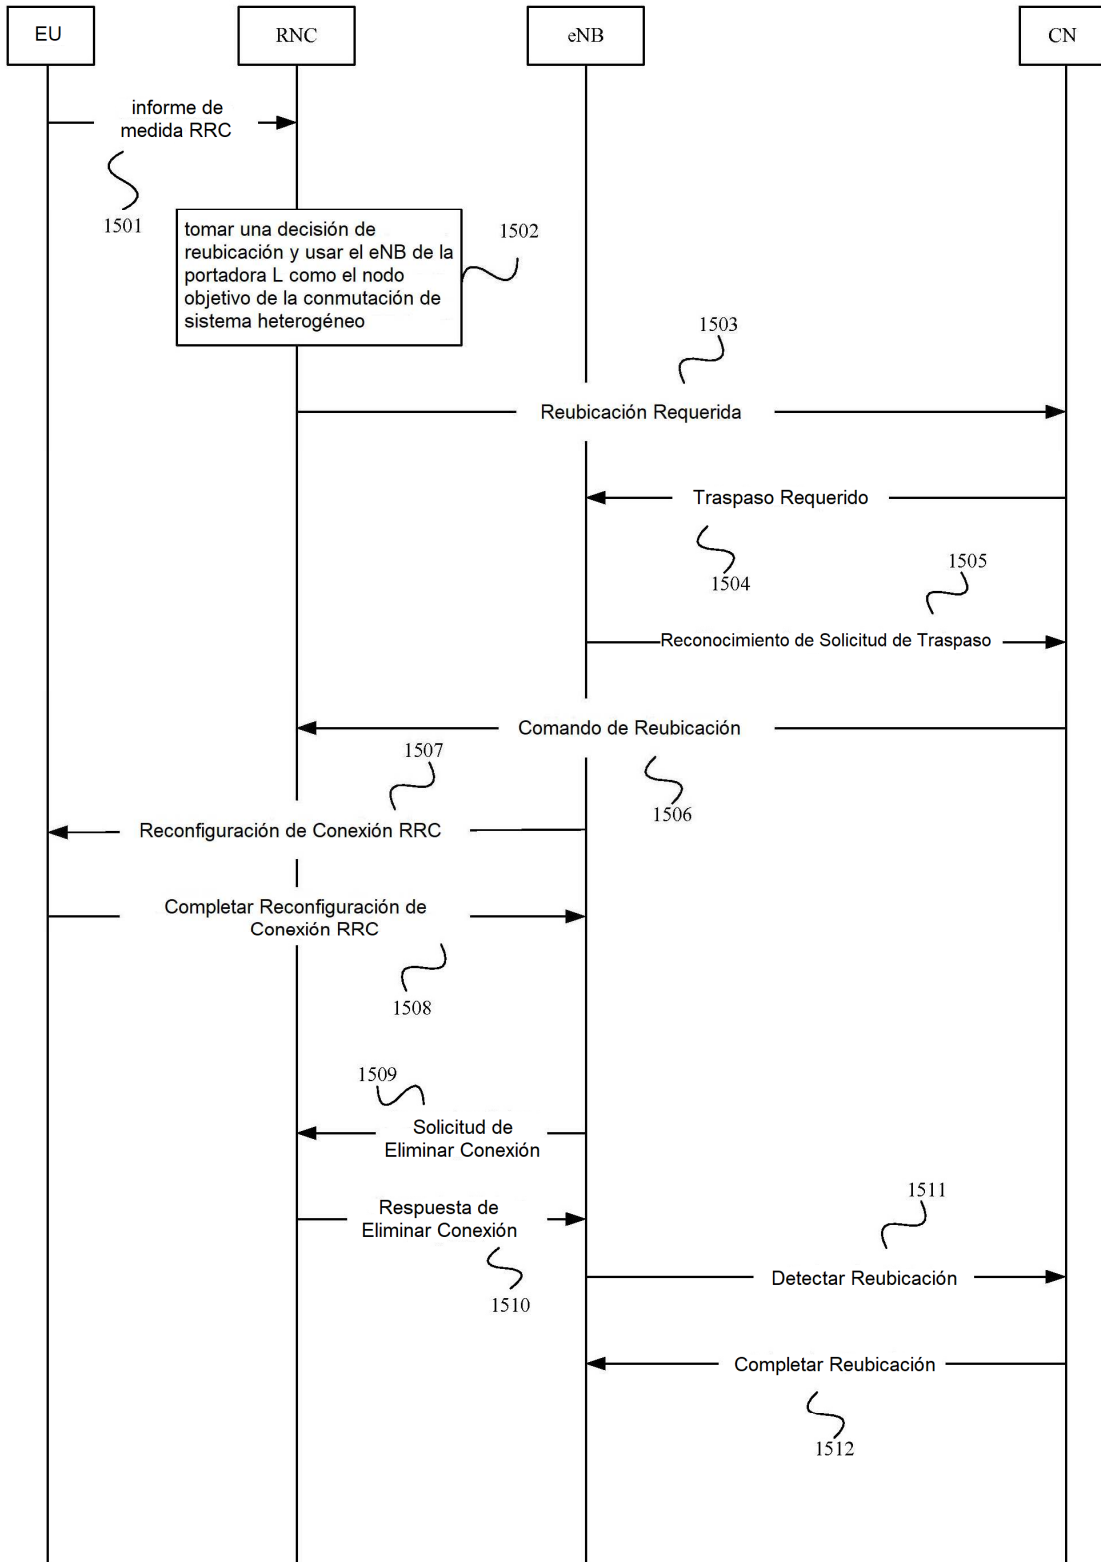 EU
RNC
eNB
CN
informe de
medida RRC
1501
tomar una decisión de
reubicación y usar el eNB de la
portadora L como el nodo
objetivo de la conmutación de
sistema heterogéneo
1502
1503
Reubicación Requerida
Traspaso Requerido
1504
1505
Reconocimiento de Solicitud de Traspaso
Comando de Reubicación
1506
1507
Reconfiguración de Conexión RRC
Completar Reconfiguración de
Conexión RRC
1508
1509
Solicitud de
Eliminar Conexión
Respuesta de
Eliminar Conexión
1510
1511
Detectar Reubicación
Completar Reubicación
1512